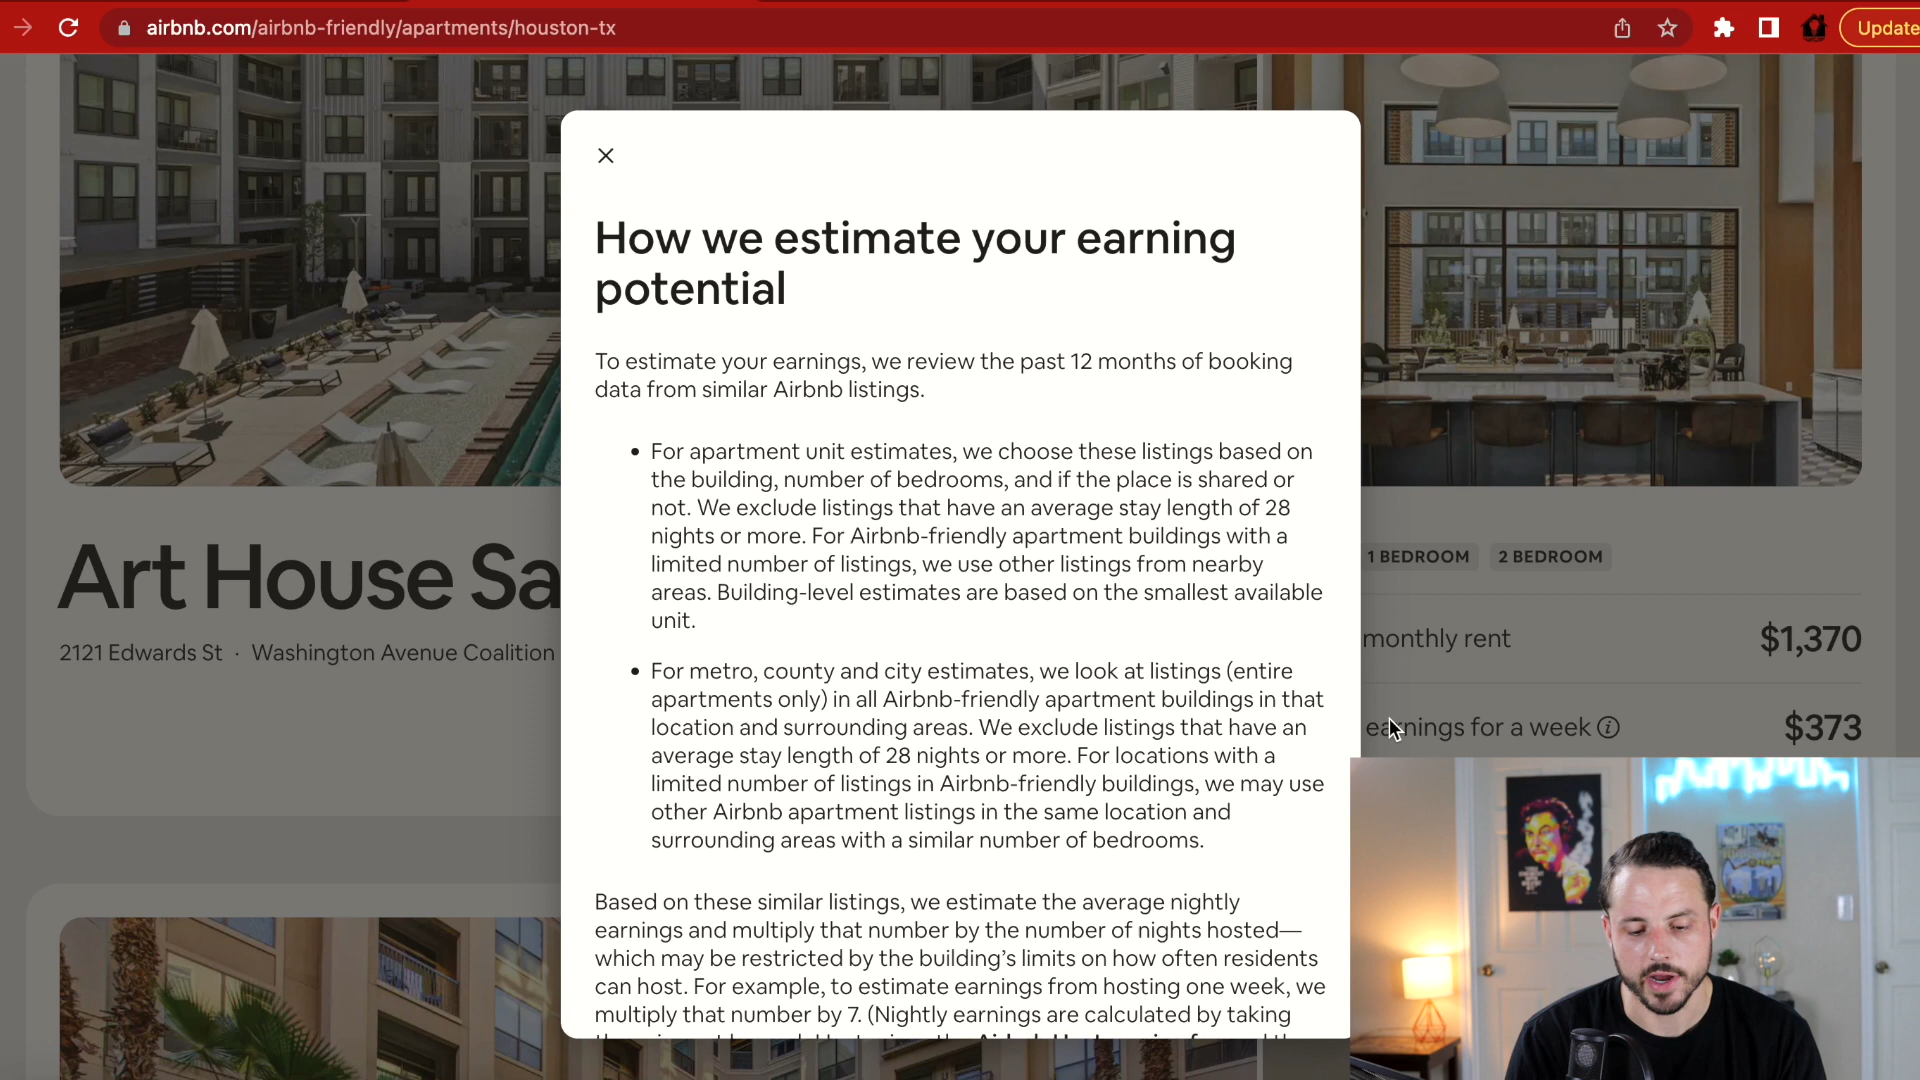 airbnb.com/airbnb-friendly/apartments/houston-tx
Update
How we estimate your earning
potential
To estimate your earnings, we review the past 12 months of booking
data from similar Airbnb listings.
• For apartment unit estimates, we choose these listings based on
the building, number of bedrooms, and if the place is shared or
not. We exclude listings that have an average stay length of 28
nights or more. For Airbnb-friendly apartment buildings with a
limited number of listings, we use other listings from nearby
areas. Building-level estimates are based on the smallest available
unit.
• For metro, county and city estimates, we look at listings (entire
apartments only) in all Airbnb-friendly apartment buildings in that
location and surrounding areas. We exclude listings that have an
average stay length of 28 nights or more. For locations with a
limited number of listings in Airbnb-friendly buildings, we may use
other Airbnb apartment listings in the same location and
surrounding areas with a similar number of bedrooms.
Based on these similar listings, we estimate the average nightly
earnings and multiply that number by the number of nights hosted—
which may be restricted by the building’s limits on how often residents
can host. For example, to estimate earnings from hosting one week, we
multiply that number by 7. (Nightly earnings are calculated by taking
Art House Sa
2121 Edwards St · Washington Avenue Coalition
1 BEDROOM 2 BEDROOM
monthly rent $1,370
earnings for a week $373